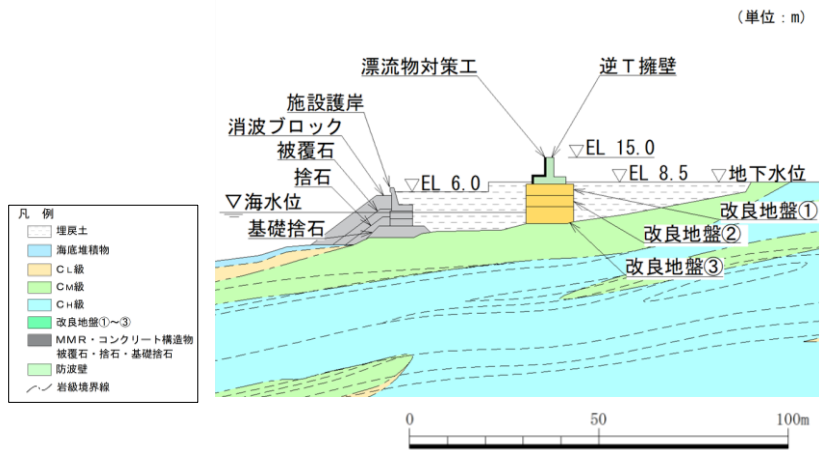 （単位：m）
漂流物対策工
逆Ｔ擁壁
施設護岸
消波ブロック
被覆石
捨石
基礎捨石
▽海水位
▽EL 6.0
▽EL 15.0
▽EL 8.5
▽地下水位
改良地盤①
改良地盤②
改良地盤③
凡 例
埋戻土
海底堆積物
ＣL級
ＣM級
ＣH級
改良地盤①～③
ＭＭＲ・コンクリート構造物
被覆石・捨石・基礎捨石
防波壁
岩級境界線
0 50 100m